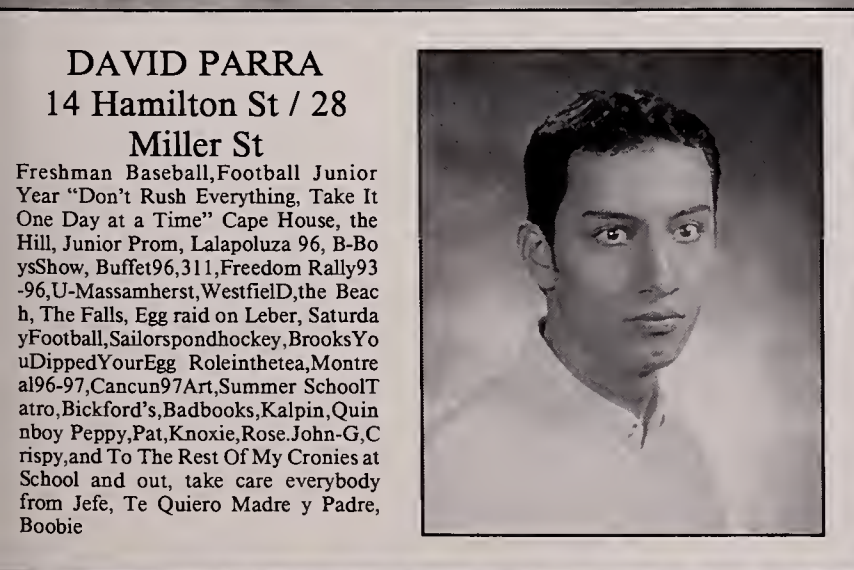 DAVID PARRA
14 Hamilton St / 28
Miller St
Freshman Baseball,Football Junior
Year “Don't Rush Everything, Take It
One Day at a Time” Cape House, the
Hill, Junior Prom, Lalapoluza 96, B-Bo
ysShow, Buffet96,311,Freedom Rally93
-96,U-Massamherst,WestfielD,the Beac
h, The Falls, Egg raid on Leber, Saturda
yFootball,Sailorspondhockey,BrooksYo
uDippedYourEgg Roleinthetea,Montre
al96-97,Cancun97Art,Summer SchoolT
atro,Bickford's,Badbooks,Kalpin,Quin
nboy Peppy,Pat,Knoxie,Rose.John-G,C
rispy,and To The Rest Of My Cronies at
School and out, take care everybody
from Jefe, Te Quiero Madre y Padre,
Boobie